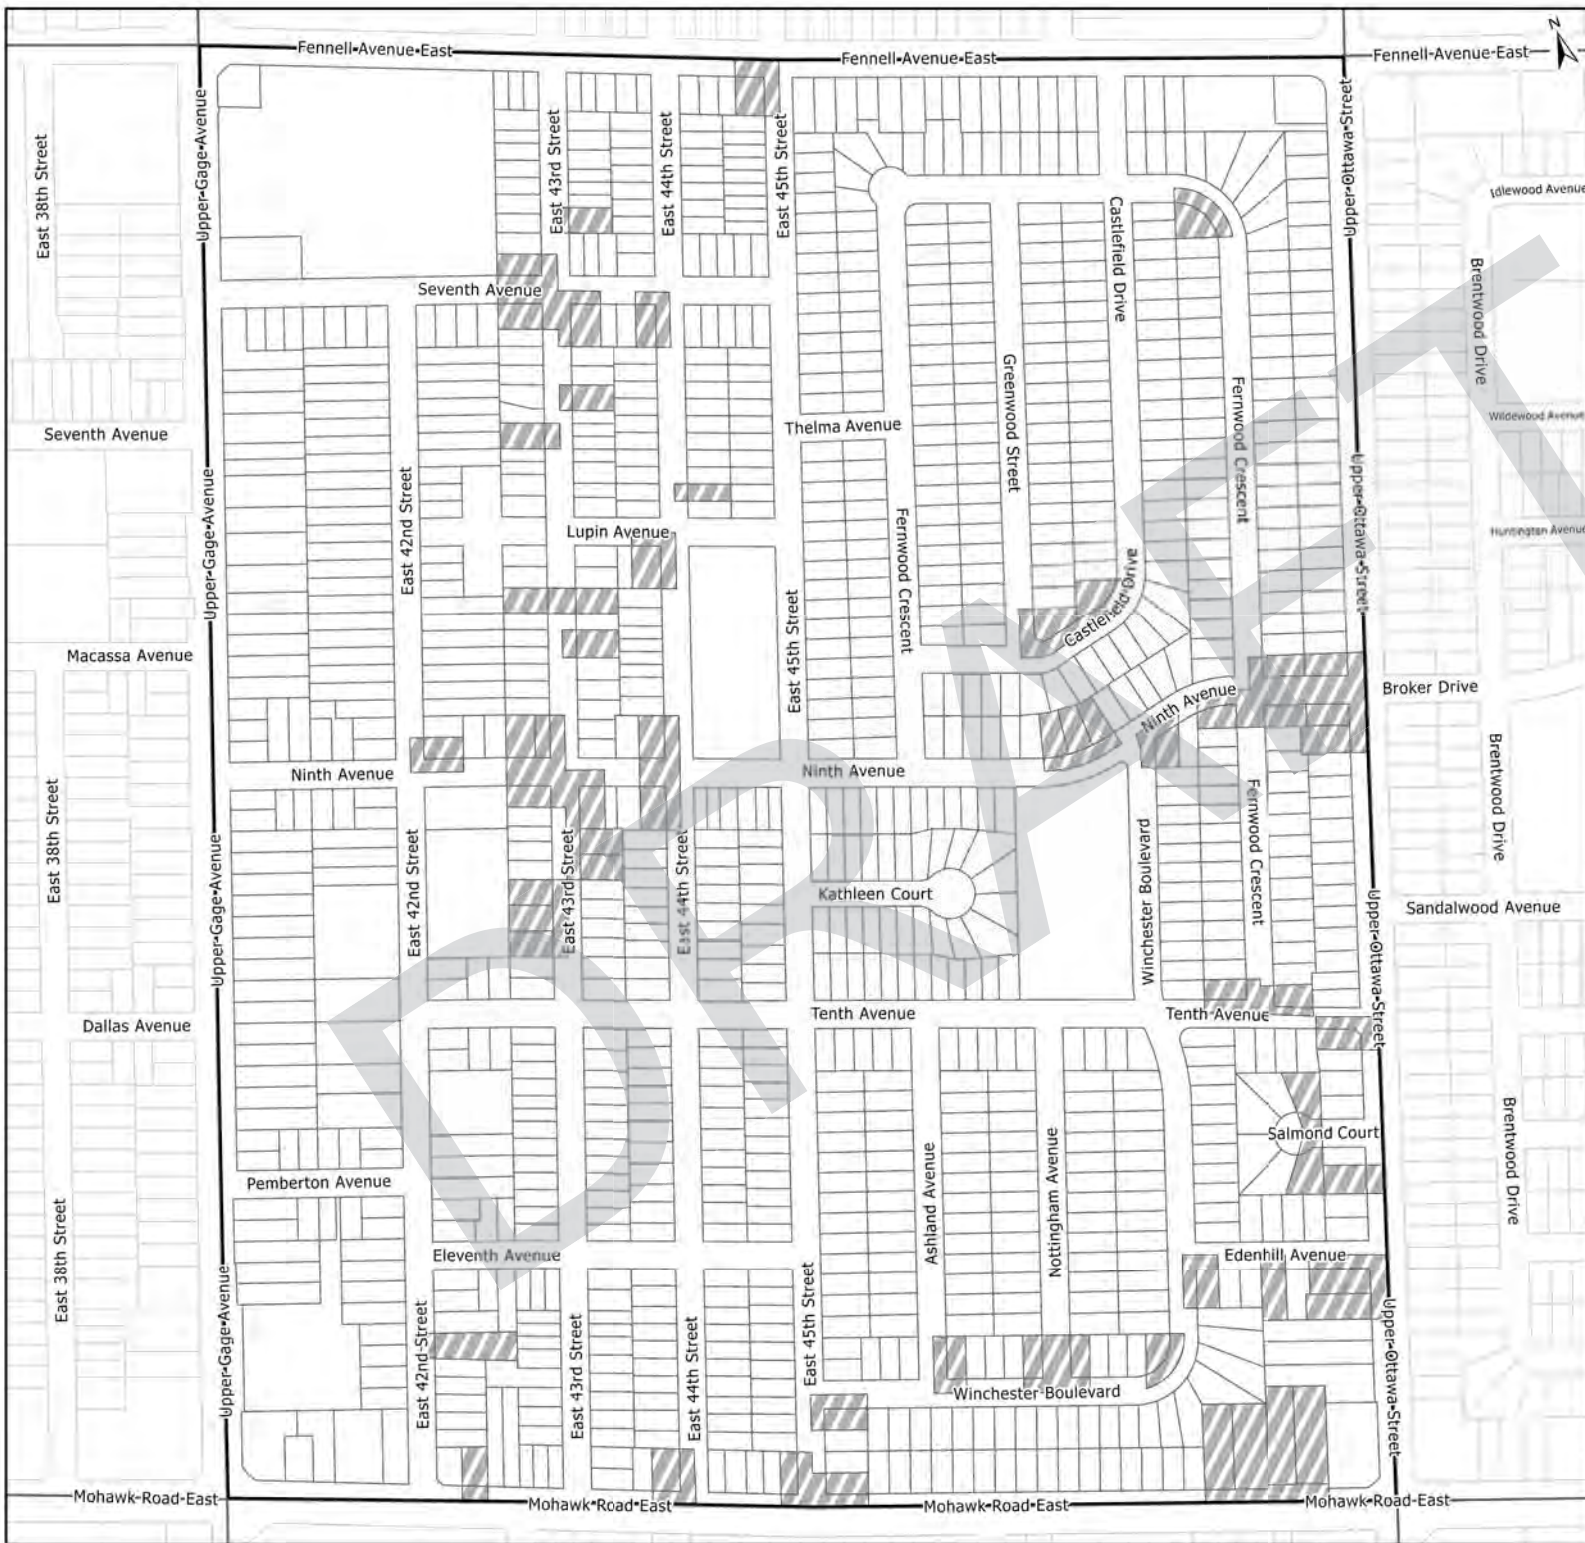 Fennell-Avenue-East
Fennell-Avenue-East
Fennell-Avenue-East
N
East 38th Street
Upper-Gage-Avenue
East 43rd Street
East 44th Street
East 45th Street
Upper-Ottawa-Street
Idlewood Avenue
Castlefield Drive
Seventh Avenue
Brentwood Drive
Greenwood Street
Fernwood Crescent
Wildewood Avenue
Seventh Avenue
Thelma Avenue
Upper-Gage-Avenue
East 42nd Street
Upper-Ottawa-Street
Lupin Avenue
Fernwood Crescent
Huntington Avenue
Castlefield Drive
East 45th Street
Macassa Avenue
Broker Drive
Ninth Avenue
Ninth Avenue
Ninth Avenue
Brentwood Drive
East 38th Street
Upper-Gage-Avenue
East 42nd Street
East 43rd Street
East 44th Street
Kathleen Court
Winchester Boulevard
Fernwood Crescent
Upper-Ottawa-Street
Sandalwood Avenue
Dallas Avenue
Tenth Avenue
Tenth Avenue
Salmond Court
Brentwood Drive
Pemberton Avenue
Ashland Avenue
Nottingham Avenue
East 38th Street
Eleventh Avenue
Edenhill Avenue
Upper-Gage-Avenue
East 42nd-Street
East 43rd Street
East 44th Street
East 45th Street
Upper-Ottawa-Street
Winchester-Boulevard
Mohawk-Road-East
Mohawk-Road-East
Mohawk-Road-East
Mohawk-Road-East
DRAFT